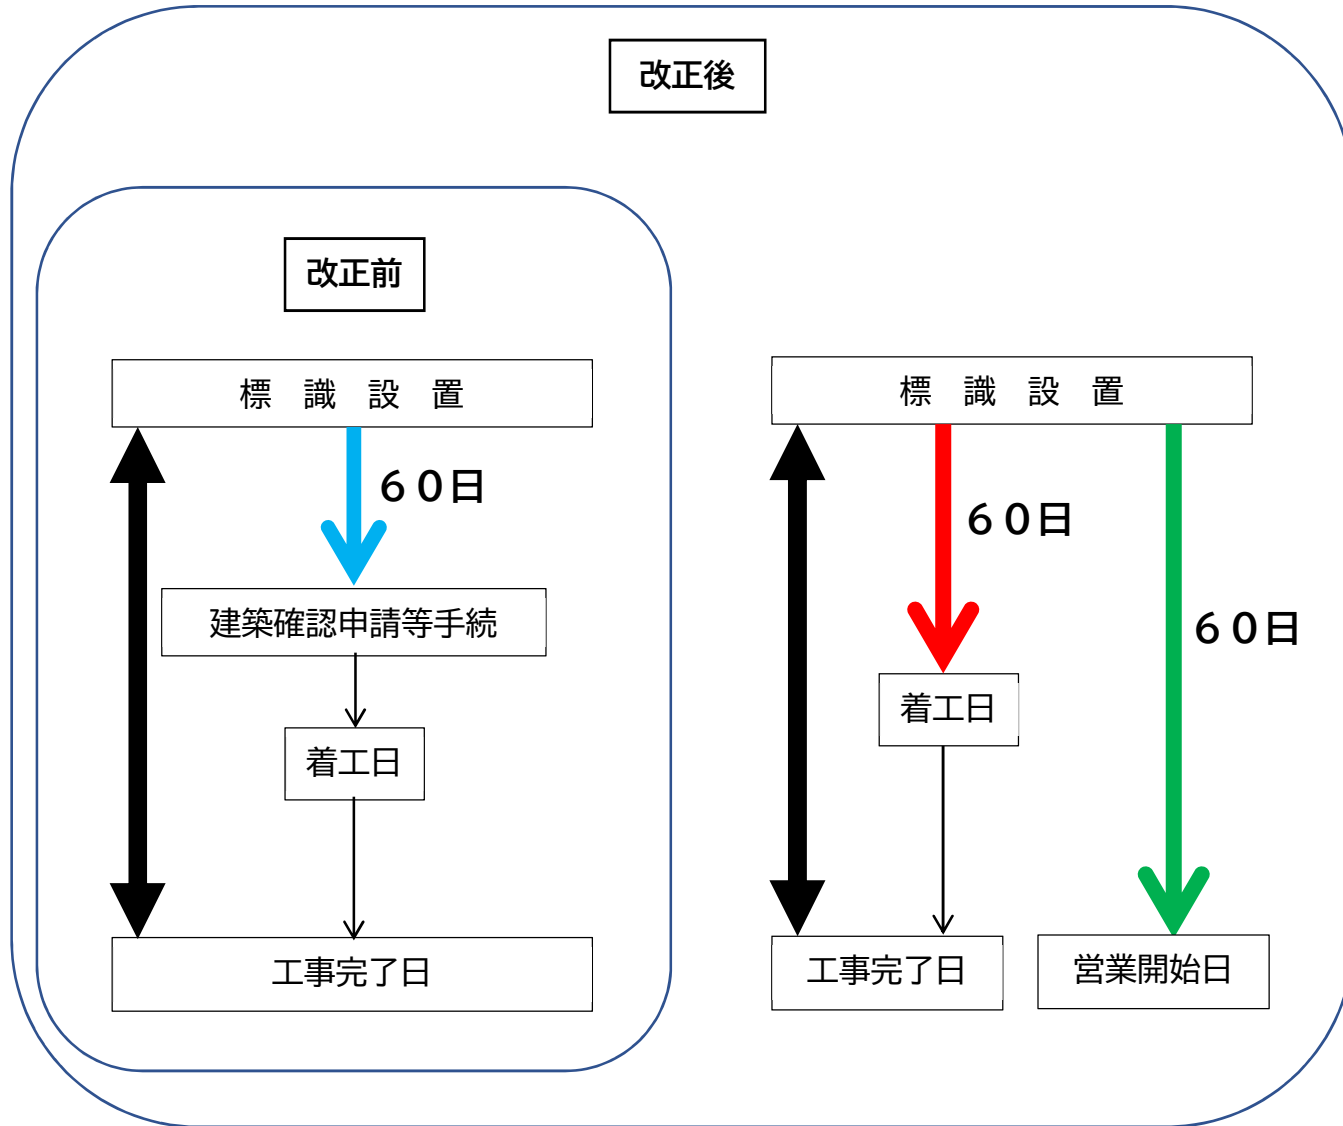 改正後
改正前
標　識　設　置
６０日
建築確認申請等手続
着工日
工事完了日
標　識　設　置
６０日
６０日
着工日
工事完了日
営業開始日